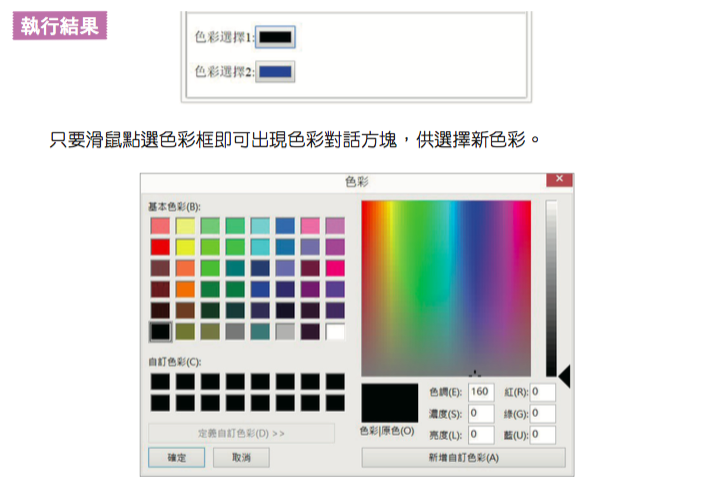 執行結果
色彩選擇1:
色彩選擇2:
只要滑鼠點選色彩框即可出現色彩對話方塊，供選擇新色彩。
色彩
基本色彩(B):
自訂色彩(C):
定義自訂色彩(D) >>
確定 取消
色彩|原色(O)
色調(E): 160 紅(R): 0
濃度(S): 0 綠(G): 0
亮度(L): 0 藍(U): 0
新增自訂色彩(A)